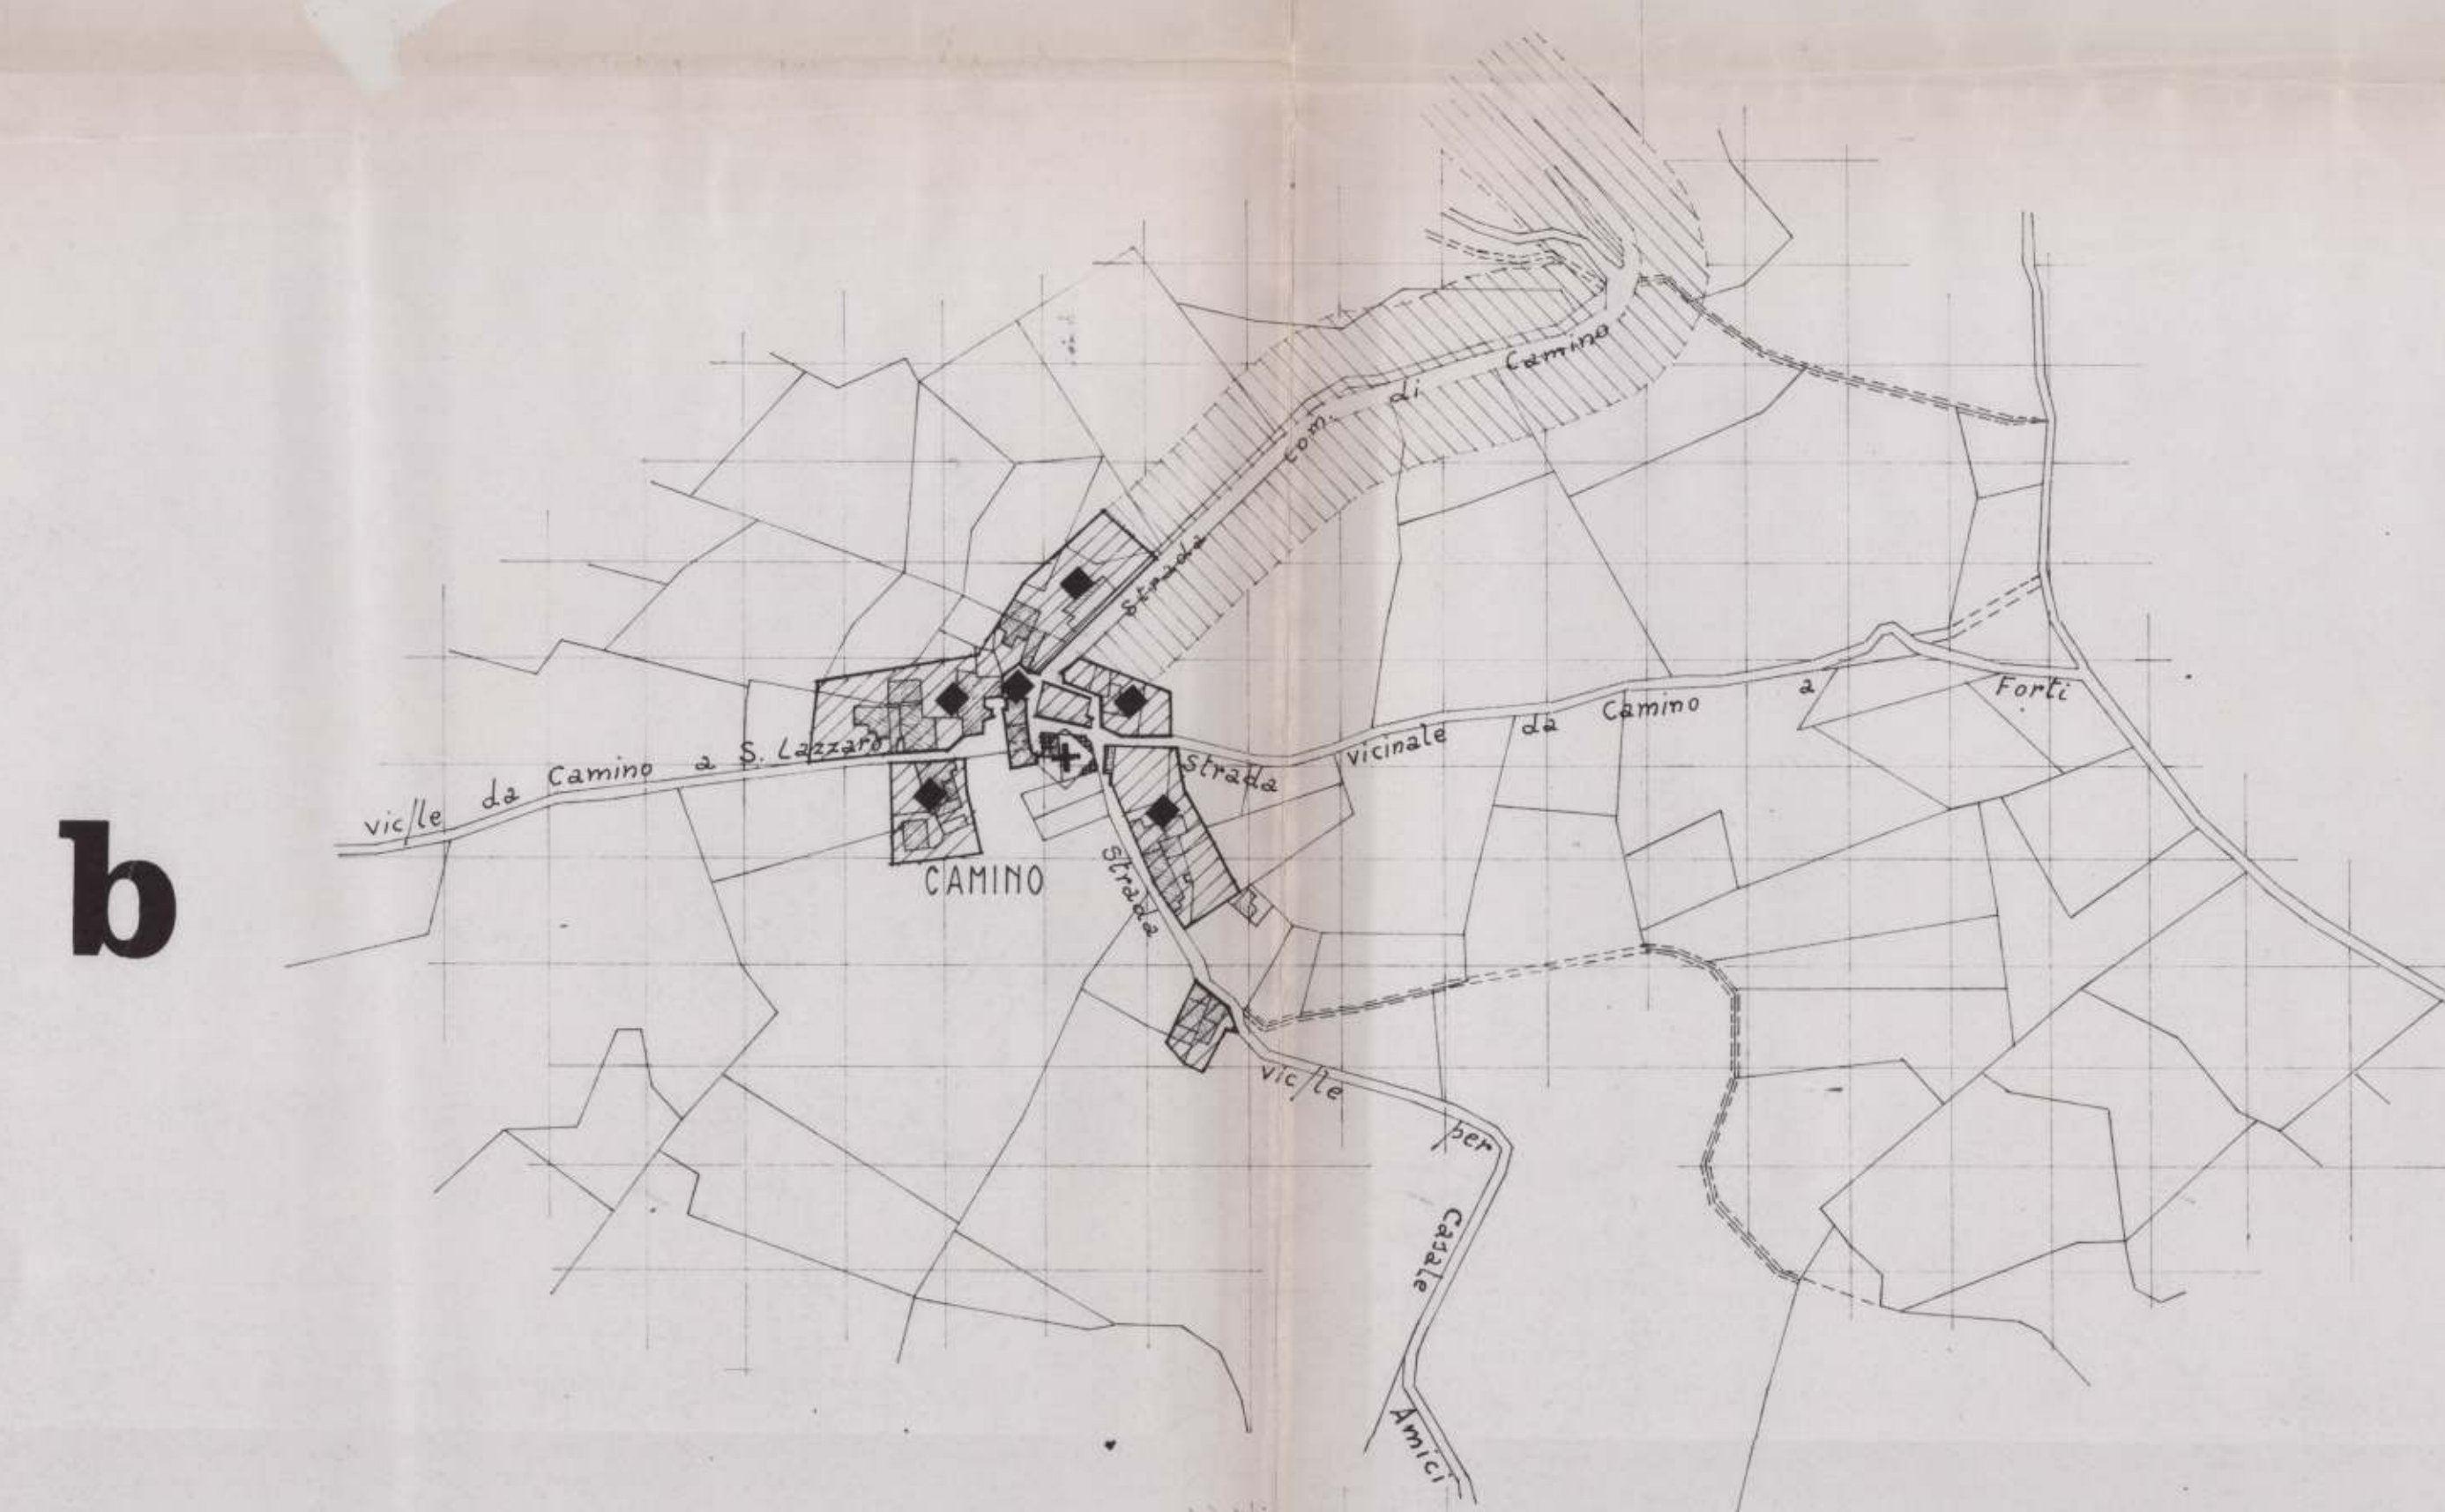 Strada com. di Camino
vic/le da Camino a S. Lazzaro
strada vicinale da Camino a Forti
b
CAMINO
strada vic/le per Casale Amici